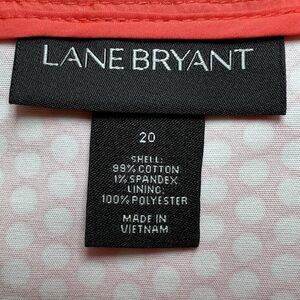 LANE BRYANT
20
SHELL:
99% COTTON
1% SPANDEX
LINING:
100% POLYESTER
MADE IN
VIETNAM